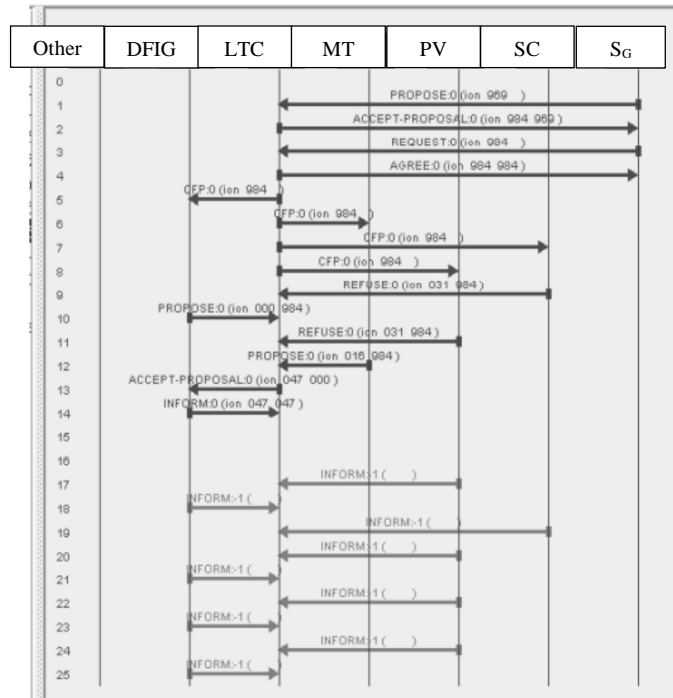 Other DFIG LTC MT PV SC SG
0
1 PROPOSE:0 (ion 969 )
2 ACCEPT-PROPOSAL:0 (ion 984 969)
3 REQUEST:0 (ion 984 )
4 AGREE:0 (ion 984 984)
5 CFP:0 (ion 984 )
6 CFP:0 (ion 984 )
7 CFP:0 (ion 984 )
8 CFP:0 (ion 984 )
9 REFUSE:0 (ion 031 984)
10 PROPOSE:0 (ion 000 984)
11 REFUSE:0 (ion 031 984)
12 PROPOSE:0 (ion 016 984)
13 ACCEPT-PROPOSAL:0 (ion 047 000)
14 INFORM:0 (ion 047 047)
15
16
17 INFORM:-1 ( )
18 INFORM:-1 ( )
19 INFORM:-1 ( )
20 INFORM:-1 ( )
21 INFORM:-1 ( )
22 INFORM:-1 ( )
23 INFORM:-1 ( )
24 INFORM:-1 ( )
25 INFORM:-1 ( )